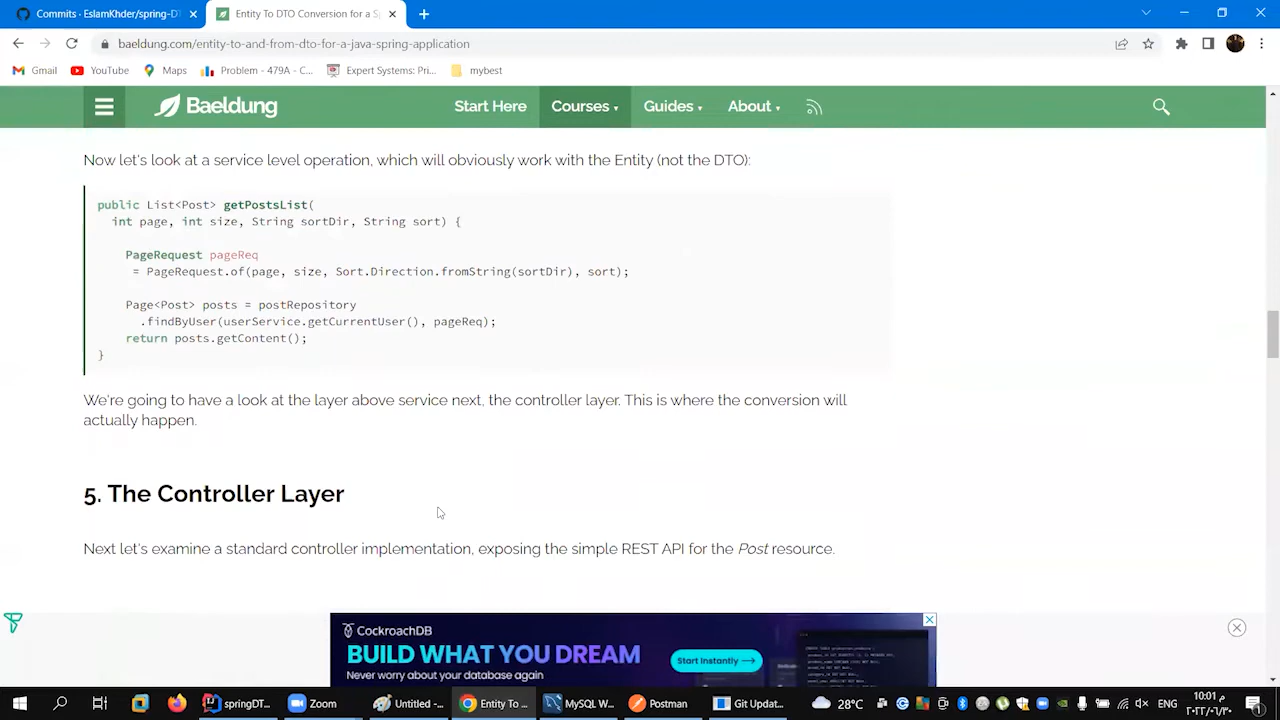 Commits · EslamKhder/spring-DT
Entity To DTO Conversion for a Sp
baeldung.com/entity-to-and-from-dto-for-a-java-spring-application
Gmail
YouTube
Maps
Problem - 479A - C...
Expert Systems: Pri...
mybest
Baeldung
Start Here
Courses
Guides
About
Now let's look at a service level operation, which will obviously work with the Entity (not the DTO):
public List<Post> getPostsList(
int page, int size, String sortDir, String sort) {
PageRequest pageReq
= PageRequest.of(page, size, Sort.Direction.fromString(sortDir), sort);
Page<Post> posts = postRepository
.findByUser(userService.getCurrentUser(), pageReq);
return posts.getContent();
}
We're going to have a look at the layer above service next, the controller layer. This is where the conversion will
actually happen.
5. The Controller Layer
Next let's examine a standard controller implementation, exposing the simple REST API for the Post resource.
CockroachDB
BUILD WHAT YOU
M
your database again
Start Instantly
Zoom
Entity To ...
MySQL W...
Postman
Git Updat...
28°C
10:01 م